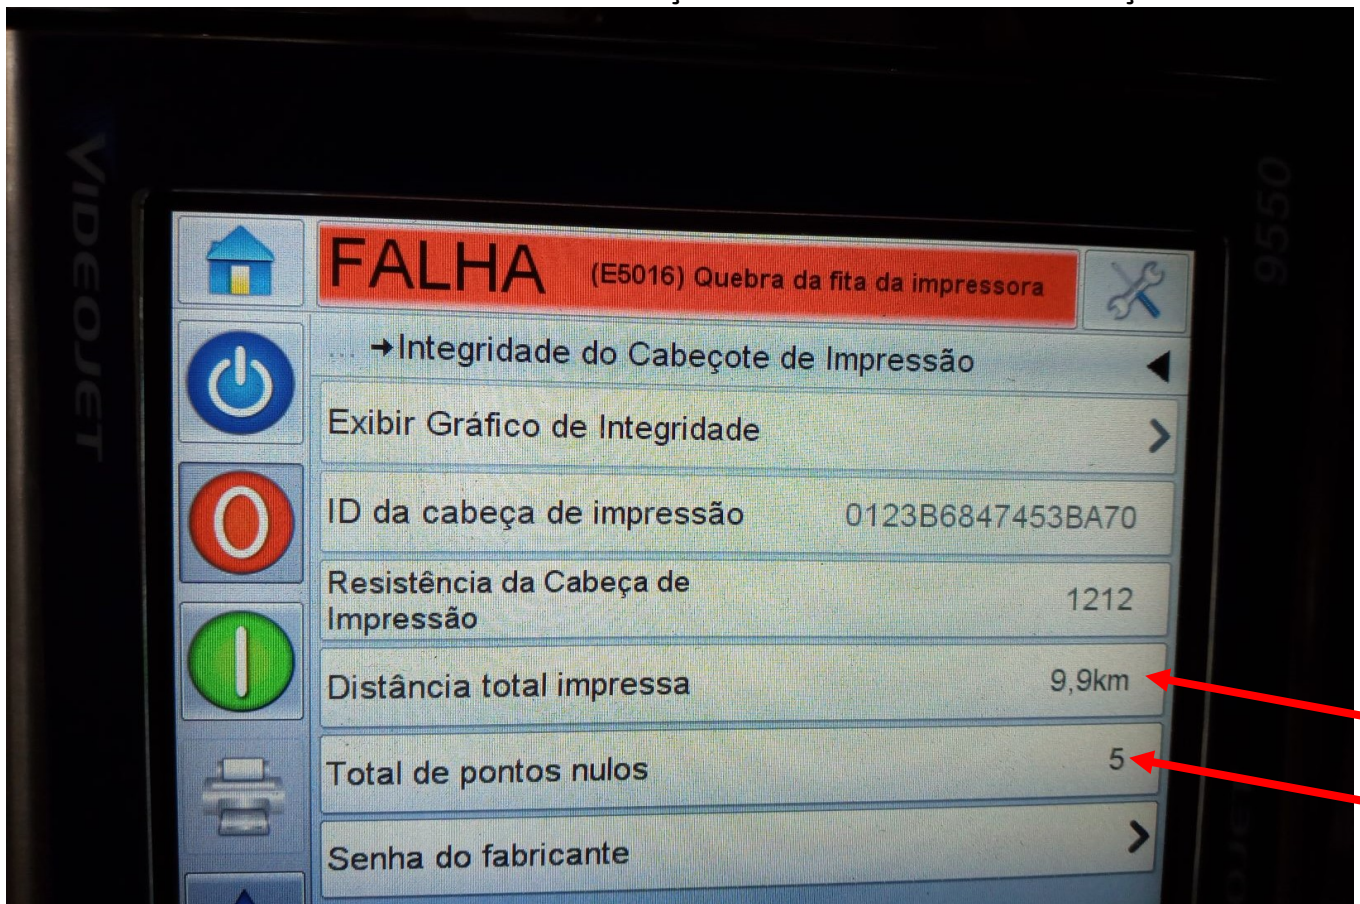 VIDEOJET
9550
FALHA (E5016) Quebra da fita da impressora
... →Integridade do Cabeçote de Impressão
Exibir Gráfico de Integridade
ID da cabeça de impressão 0123B6847453BA70
Resistência da Cabeça de
Impressão 1212
Distância total impressa 9,9km
Total de pontos nulos 5
Senha do fabricante